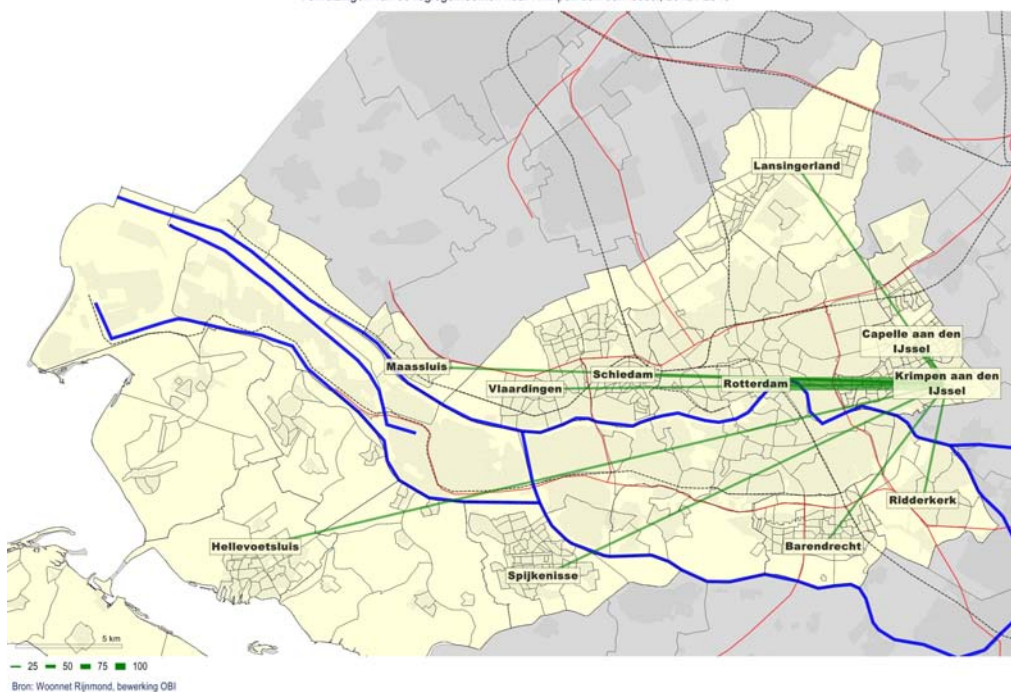 Lansingerland
Capelle aan den
IJssel
Maassluis
Schiedam
Vlaardingen
Rotterdam
Krimpen aan den
IJssel
Ridderkerk
Hellevoetsluis
Barendrecht
Spijkenisse
5 km
25 50 75 100
Bron: Woonnet Rijnmond, bewerking OBI